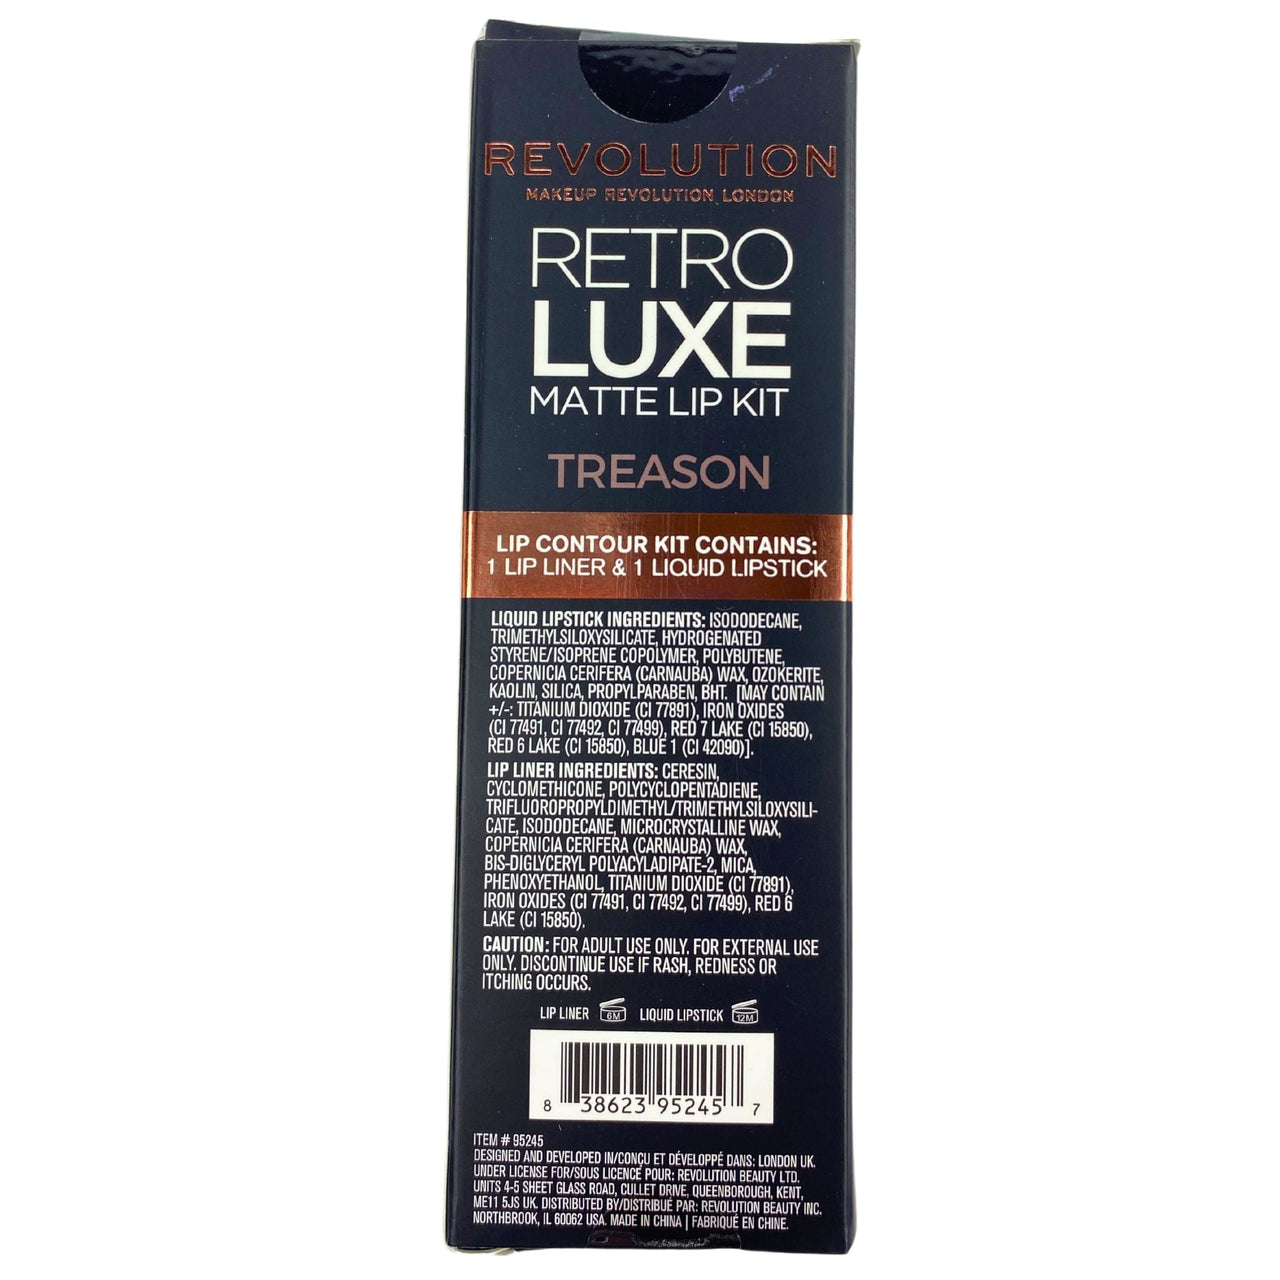 REVOLUTION
MAKEUP REVOLUTION LONDON
RETRO
LUXE
MATTE LIP KIT
TREASON
LIP CONTOUR KIT CONTAINS:
1 LIP LINER & 1 LIQUID LIPSTICK
LIQUID LIPSTICK INGREDIENTS: ISODODECANE,
TRIMETHYLSILOXYSILICATE, HYDROGENATED
STYRENE/ISOPRENE COPOLYMER, POLYBUTENE,
COPERNICIA CERIFERA (CARNAUBA) WAX, OZOKERITE,
KAOLIN, SILICA, PROPYLPARABEN, BHT. [MAY CONTAIN
+/-: TITANIUM DIOXIDE (CI 77891), IRON OXIDES
(CI 77491, CI 77492, CI 77499), RED 7 LAKE (CI 15850),
RED 6 LAKE (CI 15850), BLUE 1 (CI 42090)].
LIP LINER INGREDIENTS: CERESIN,
CYCLOMETHICONE, POLYCYCLOPENTADIENE,
TRIFLUOROPROPYLDIMETHYL/TRIMETHYLSILOXYSILI-
CATE, ISODODECANE, MICROCRYSTALLINE WAX,
COPERNICIA CERIFERA (CARNAUBA) WAX,
BIS-DIGLYCERYL POLYACYLADIPATE-2, MICA,
PHENOXYETHANOL, TITANIUM DIOXIDE (CI 77891),
IRON OXIDES (CI 77491, CI 77492, CI 77499), RED 6
LAKE (CI 15850).
CAUTION: FOR ADULT USE ONLY. FOR EXTERNAL USE
ONLY. DISCONTINUE USE IF RASH, REDNESS OR
ITCHING OCCURS.
LIP LINER 6M LIQUID LIPSTICK 12M
8 38623 95245 7
ITEM # 95245
DESIGNED AND DEVELOPED IN/CONÇU ET DÉVELOPPÉ DANS: LONDON UK.
UNDER LICENSE FOR/SOUS LICENCE POUR: REVOLUTION BEAUTY LTD.
UNITS 4-5 SHEET GLASS ROAD, CULLET DRIVE, QUEENBOROUGH, KENT,
ME11 5JS UK. DISTRIBUTED BY/DISTRIBUÉ PAR: REVOLUTION BEAUTY INC.
NORTHBROOK, IL 60062 USA. MADE IN CHINA | FABRIQUÉ EN CHINE.